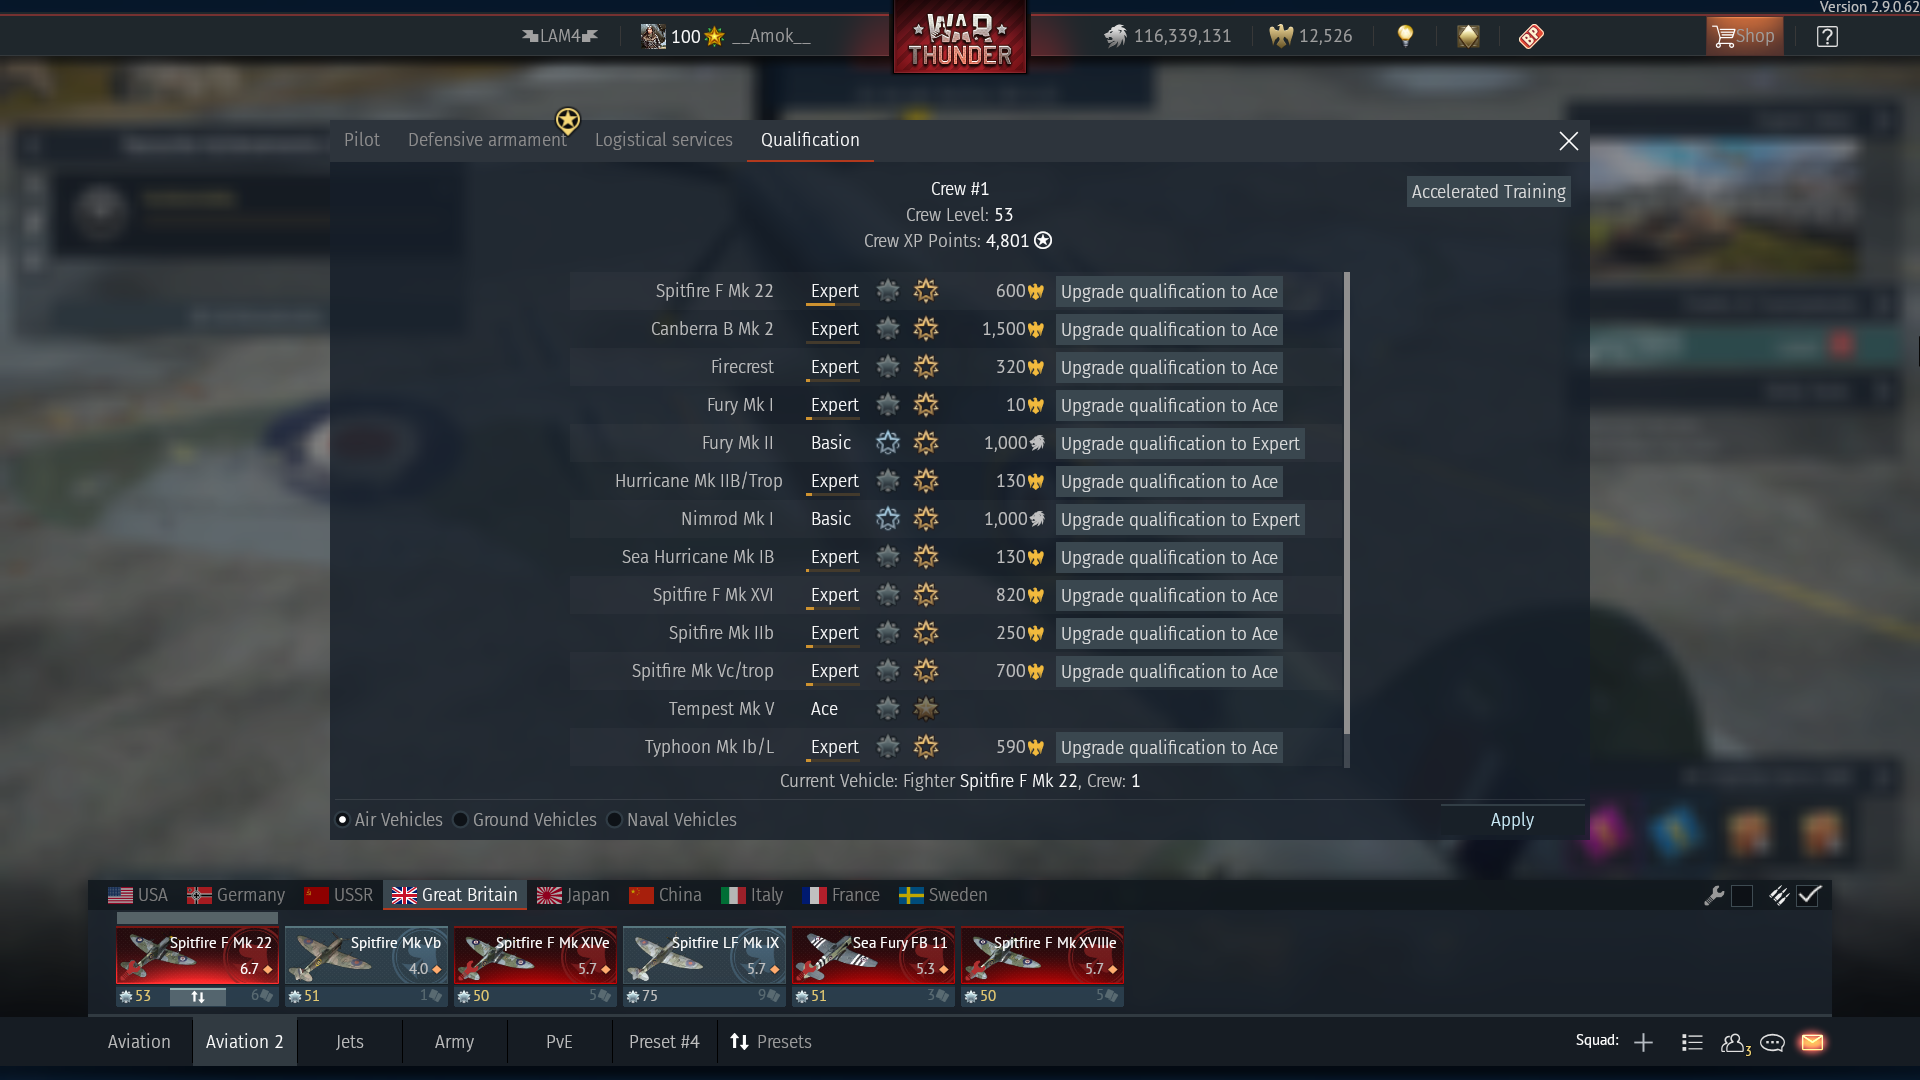 Version 2.9.0.62
LAM4
100 __Amok__
WAR THUNDER
116,339,131
12,526
BP
Shop
?
Pilot
Defensive armament
Logistical services
Qualification
Crew #1
Accelerated Training
Crew Level: 53
Crew XP Points: 4,801
Spitfire F Mk 22 Expert 600 Upgrade qualification to Ace
Canberra B Mk 2 Expert 1,500 Upgrade qualification to Ace
Firecrest Expert 320 Upgrade qualification to Ace
Fury Mk I Expert 10 Upgrade qualification to Ace
Fury Mk II Basic 1,000 Upgrade qualification to Expert
Hurricane Mk IIB/Trop Expert 130 Upgrade qualification to Ace
Nimrod Mk I Basic 1,000 Upgrade qualification to Expert
Sea Hurricane Mk IB Expert 130 Upgrade qualification to Ace
Spitfire F Mk XVI Expert 820 Upgrade qualification to Ace
Spitfire Mk IIb Expert 250 Upgrade qualification to Ace
Spitfire Mk Vc/trop Expert 700 Upgrade qualification to Ace
Tempest Mk V Ace
Typhoon Mk Ib/L Expert 590 Upgrade qualification to Ace
Current Vehicle: Fighter Spitfire F Mk 22, Crew: 1
Air Vehicles Ground Vehicles Naval Vehicles
Apply
USA Germany USSR Great Britain Japan China Italy France Sweden
Spitfire F Mk 22
6.7
53 6
Spitfire Mk Vb
4.0
51 1
Spitfire F Mk XIVe
5.7
50 5
Spitfire LF Mk IX
5.7
75 9
Sea Fury FB 11
5.3
51 3
Spitfire F Mk XVIIIe
5.7
50 5
Aviation Aviation 2 Jets Army PvE Preset #4 Presets
Squad: 3